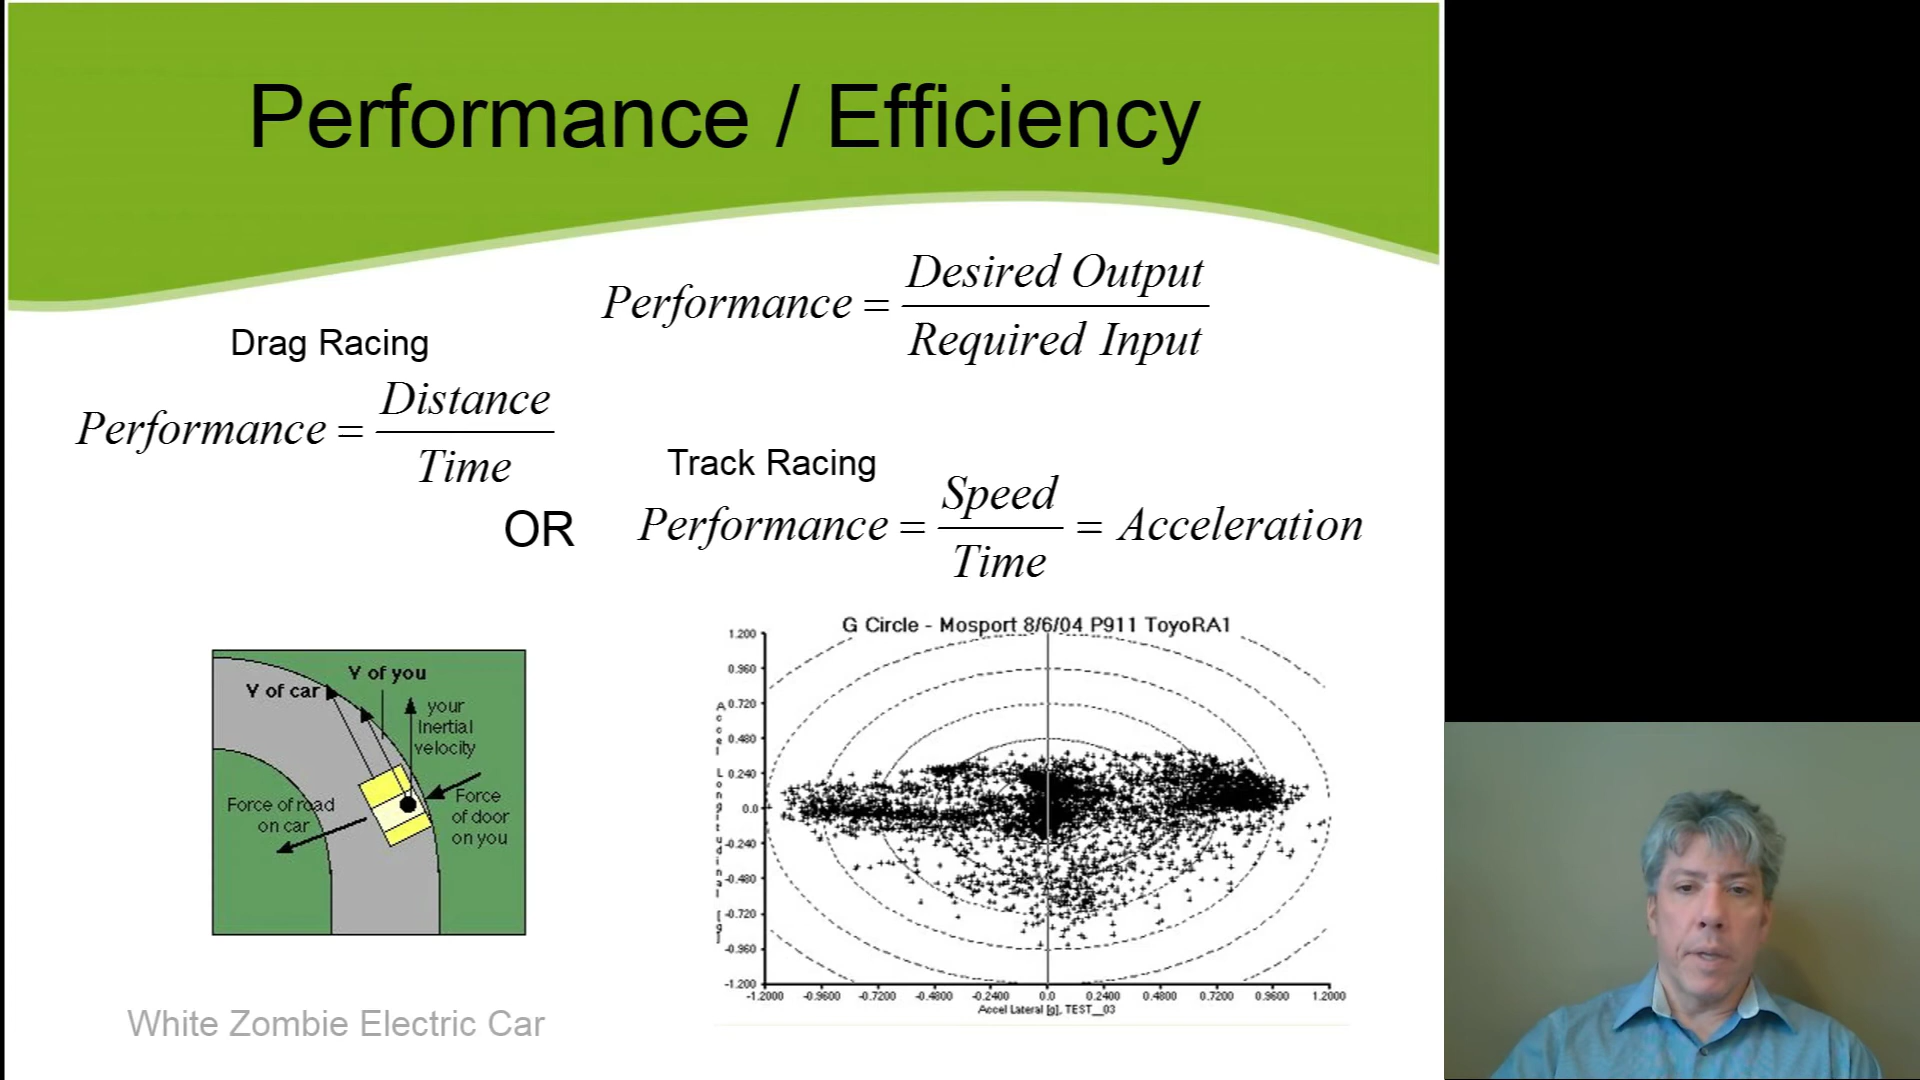 Performance / Efficiency
Performance = Desired Output / Required Input
Drag Racing
Performance = Distance / Time
OR
Track Racing
Performance = Speed / Time = Acceleration
V of you
V of car
your
Inertial
velocity
Force of road
on car
Force
of door
on you
G Circle - Mosport 8/6/04 P911 ToyoRA1
Accel Longitudinal [g]
1.200
0.960
0.720
0.480
0.240
0.0
-0.240
-0.480
-0.720
-0.960
-1.200
-1.2000 -0.9600 -0.7200 -0.4800 -0.2400 0.0 0.2400 0.4800 0.7200 0.9600 1.2000
Accel Lateral [g], TEST__03
White Zombie Electric Car